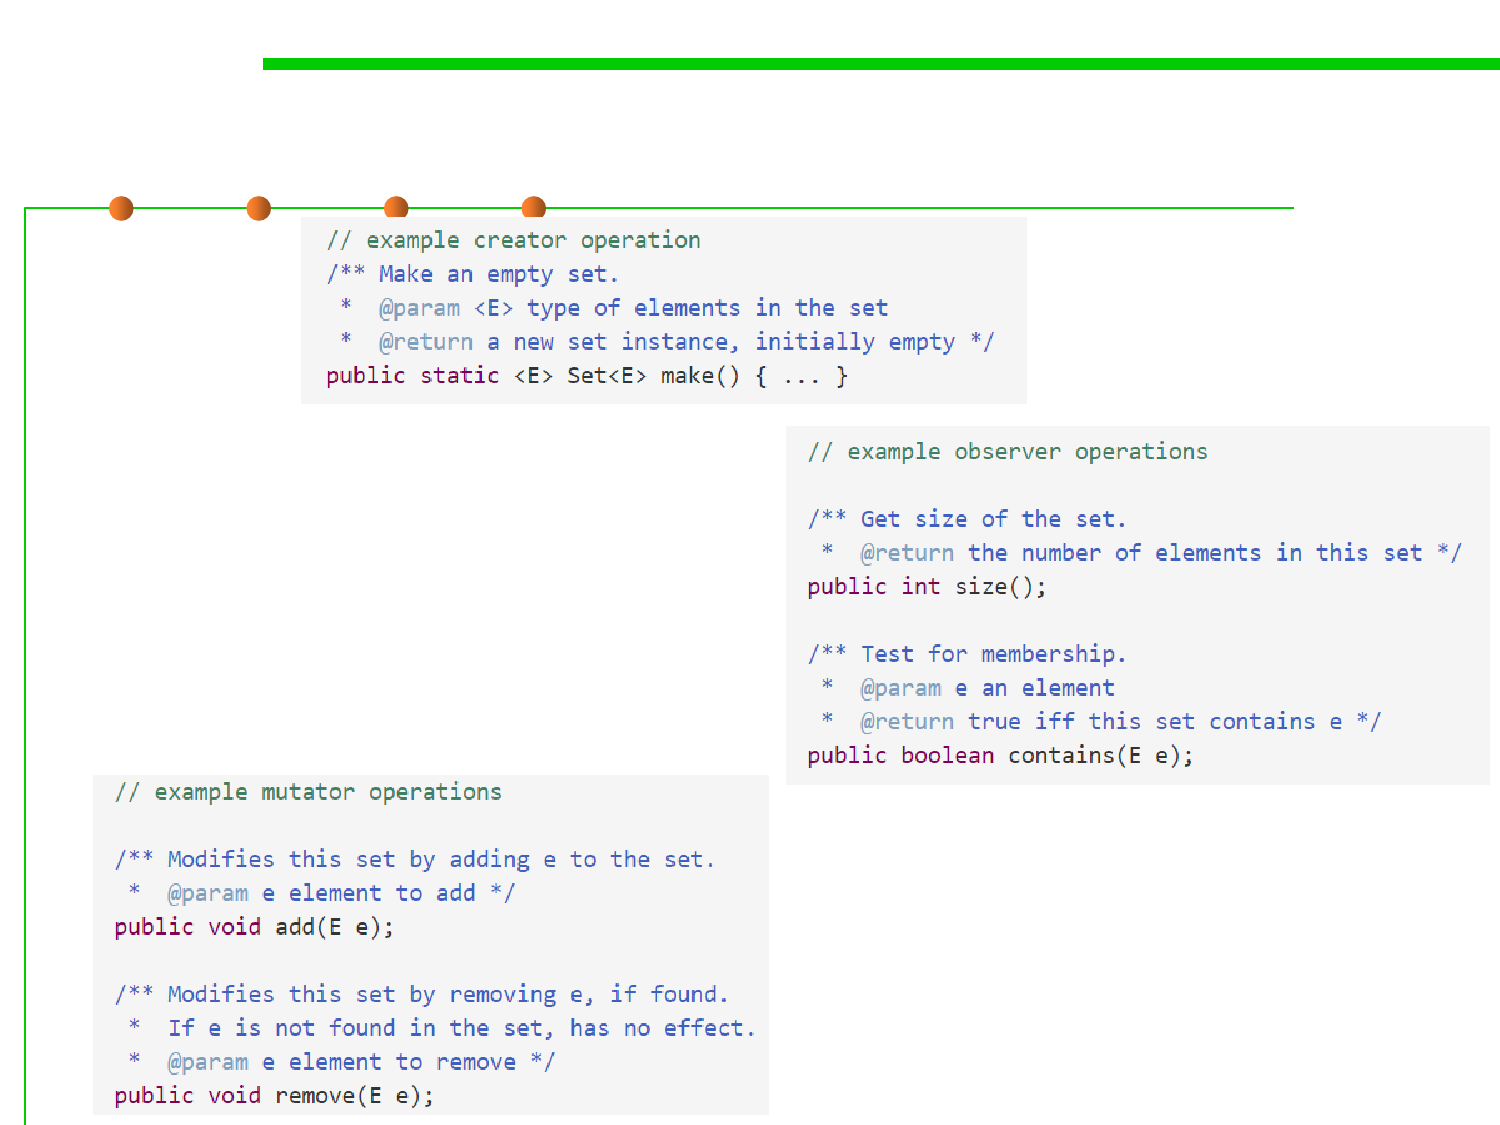 // example creator operation
/** Make an empty set.
 *  @param <E> type of elements in the set
 *  @return a new set instance, initially empty */
public static <E> Set<E> make() { ... }
// example observer operations
/** Get size of the set.
 *  @return the number of elements in this set */
public int size();
/** Test for membership.
 *  @param e an element
 *  @return true iff this set contains e */
public boolean contains(E e);
// example mutator operations
/** Modifies this set by adding e to the set.
 *  @param e element to add */
public void add(E e);
/** Modifies this set by removing e, if found.
 *  If e is not found in the set, has no effect.
 *  @param e element to remove */
public void remove(E e);